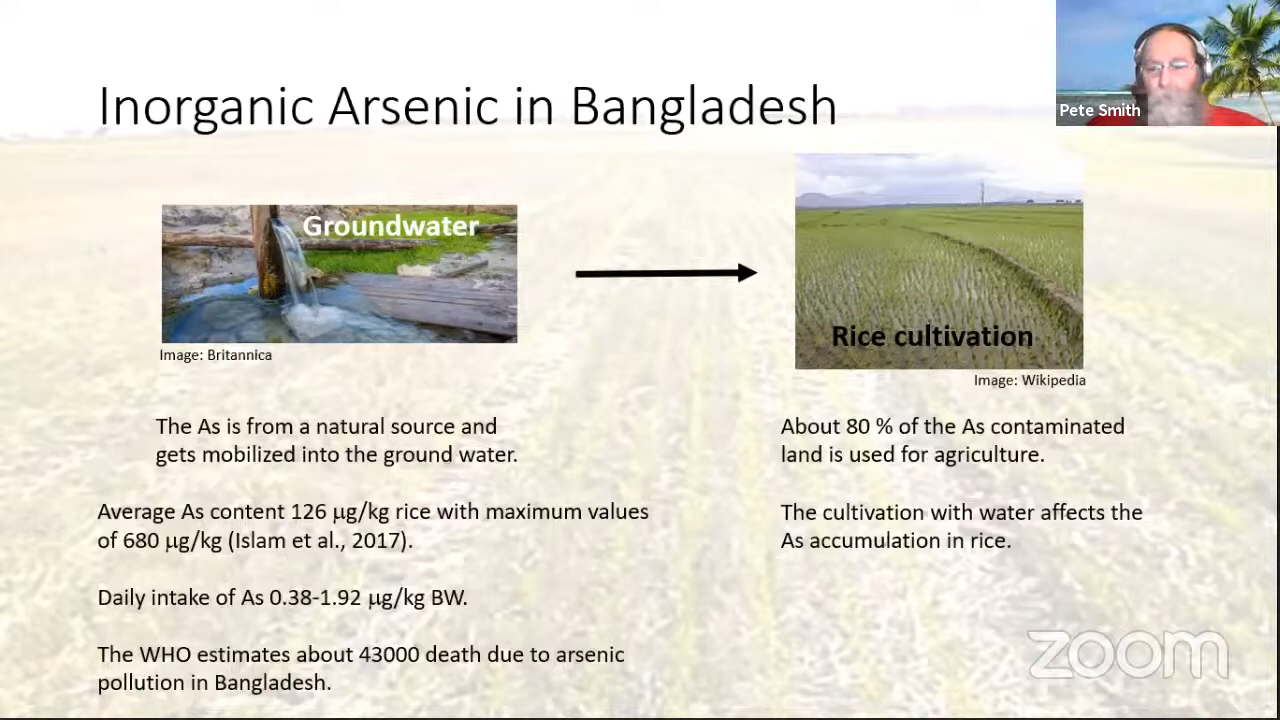 Inorganic Arsenic in Bangladesh
Pete Smith
Groundwater
Image: Britannica
Rice cultivation
Image: Wikipedia
The As is from a natural source and
gets mobilized into the ground water.
Average As content 126 µg/kg rice with maximum values
of 680 µg/kg (Islam et al., 2017).
Daily intake of As 0.38-1.92 µg/kg BW.
The WHO estimates about 43000 death due to arsenic
pollution in Bangladesh.
About 80 % of the As contaminated
land is used for agriculture.
The cultivation with water affects the
As accumulation in rice.
zoom